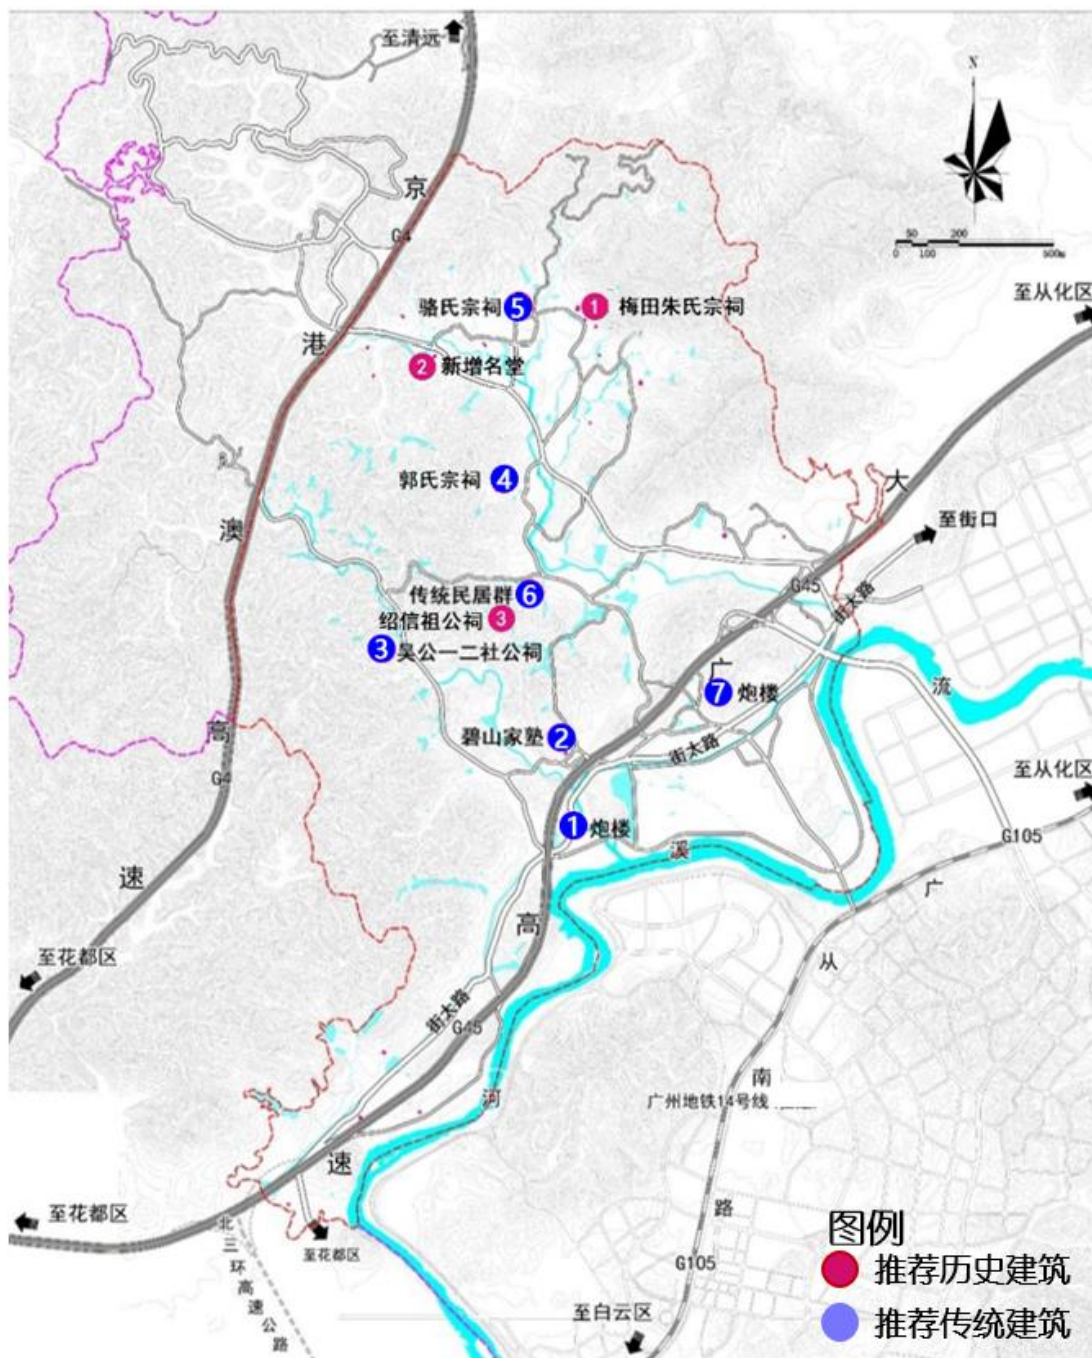 至清远
N
京
G4
50 200
0 100 500m
至从化区
骆氏宗祠 5
1 梅田朱氏宗祠
港
2 新增名堂
郭氏宗祠 4
大
澳
至街口
G45
传统民居群 6
街太路
绍信祖公祠 3
3 吴公一二社公祠
广
7 炮楼
流
高
碧山家塾 2
街太路
G4
至从化区
1 炮楼
G105
溪
速
广
高
从
至花都区
街太路
G45
南
河
广州地铁14号线
速
路
至花都区
北三环高速公路
至花都区
G105
至白云区
图例
推荐历史建筑
推荐传统建筑